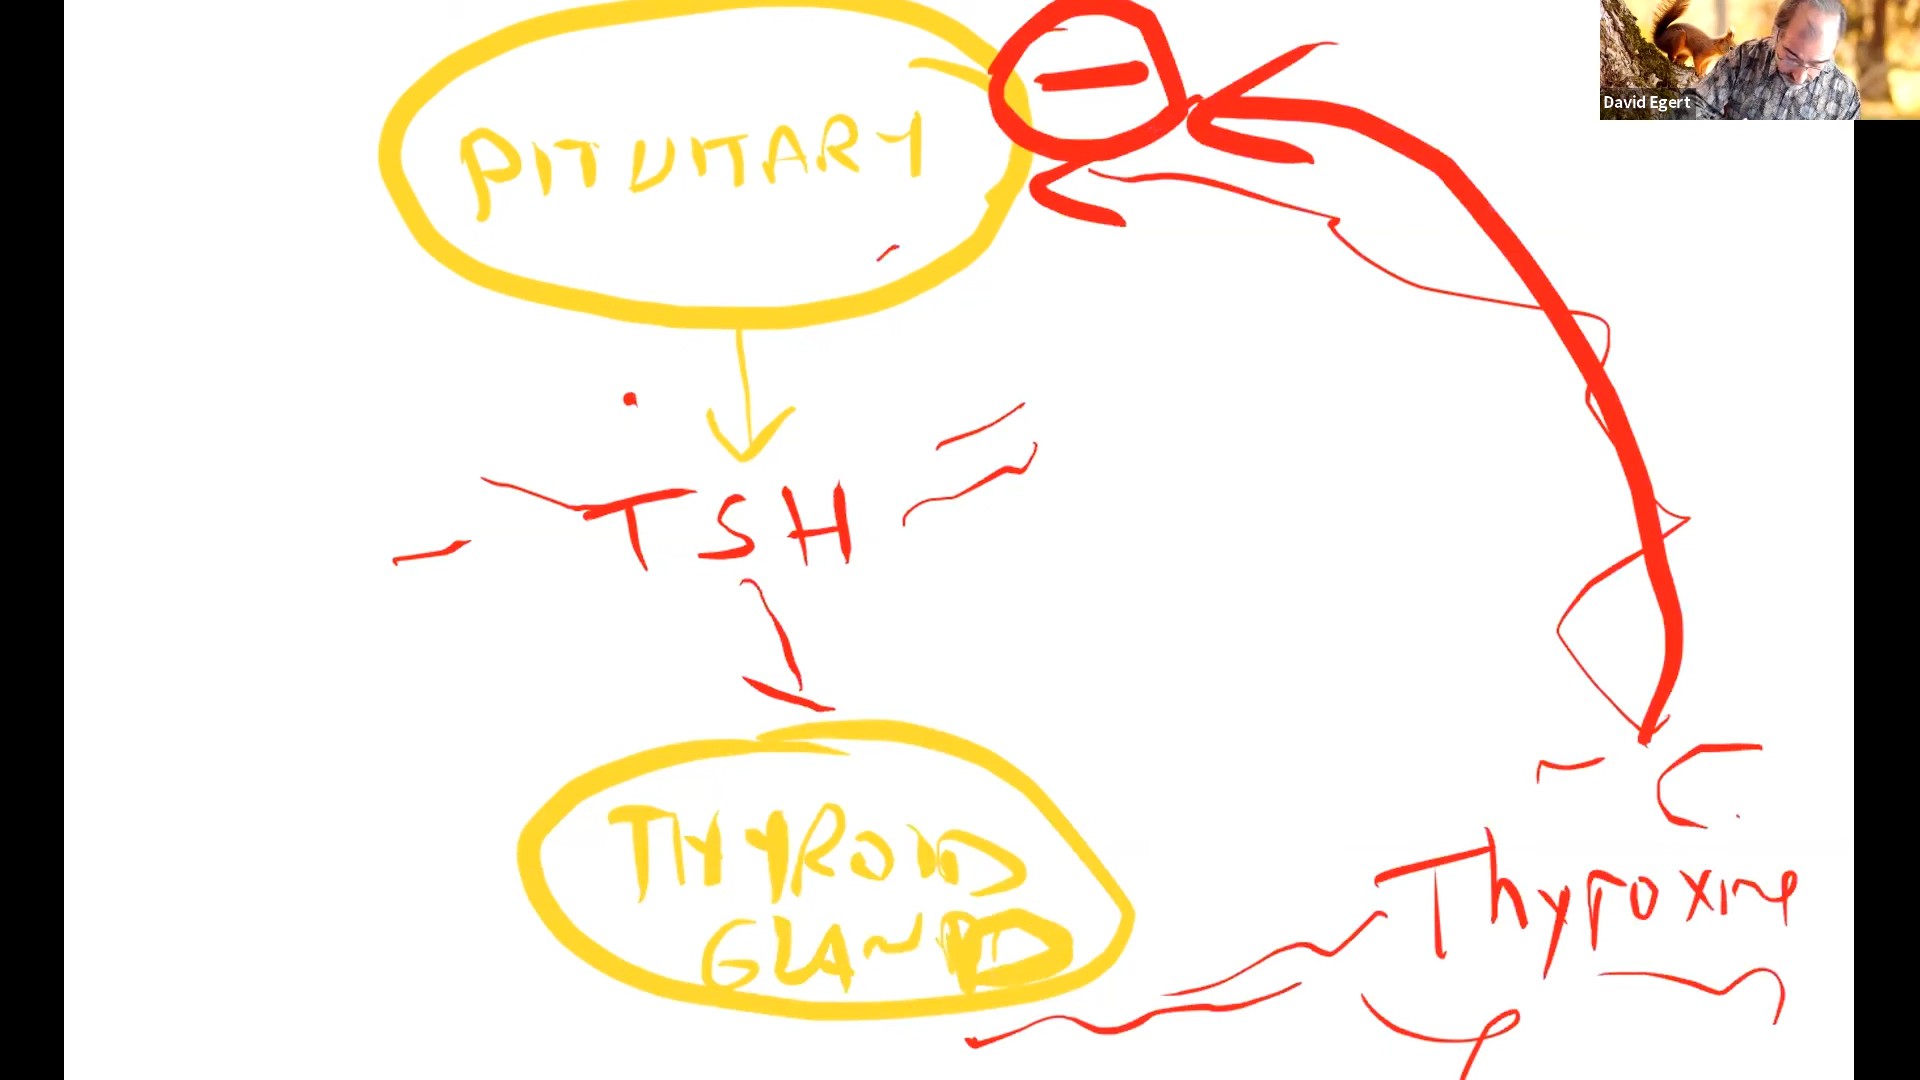 PITUITARY
David Egert
TSH
THYROID
GLAND
Thyroxine